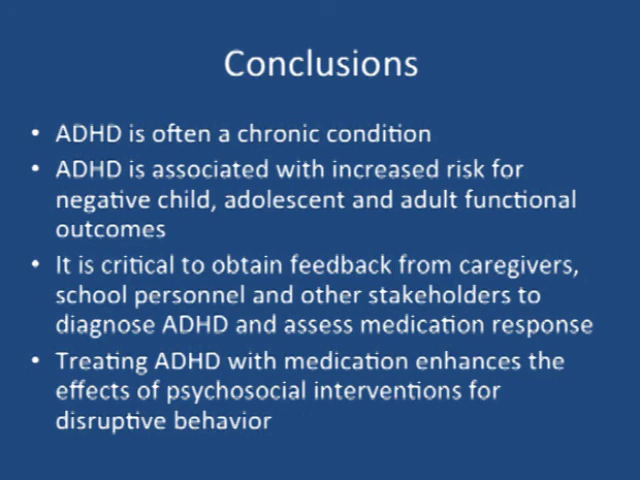 Conclusions
• ADHD is often a chronic condition
• ADHD is associated with increased risk for
negative child, adolescent and adult functional
outcomes
• It is critical to obtain feedback from caregivers,
school personnel and other stakeholders to
diagnose ADHD and assess medication response
• Treating ADHD with medication enhances the
effects of psychosocial interventions for
disruptive behavior